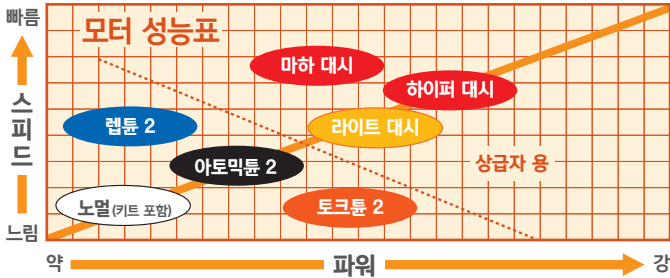 빠름
모터 성능표
마하 대시
하이퍼 대시
스피드
렙튠 2
라이트 대시
아토믹튠 2
상급자 용
노멀(키트 포함)
토크튠 2
느림
약
파워
강